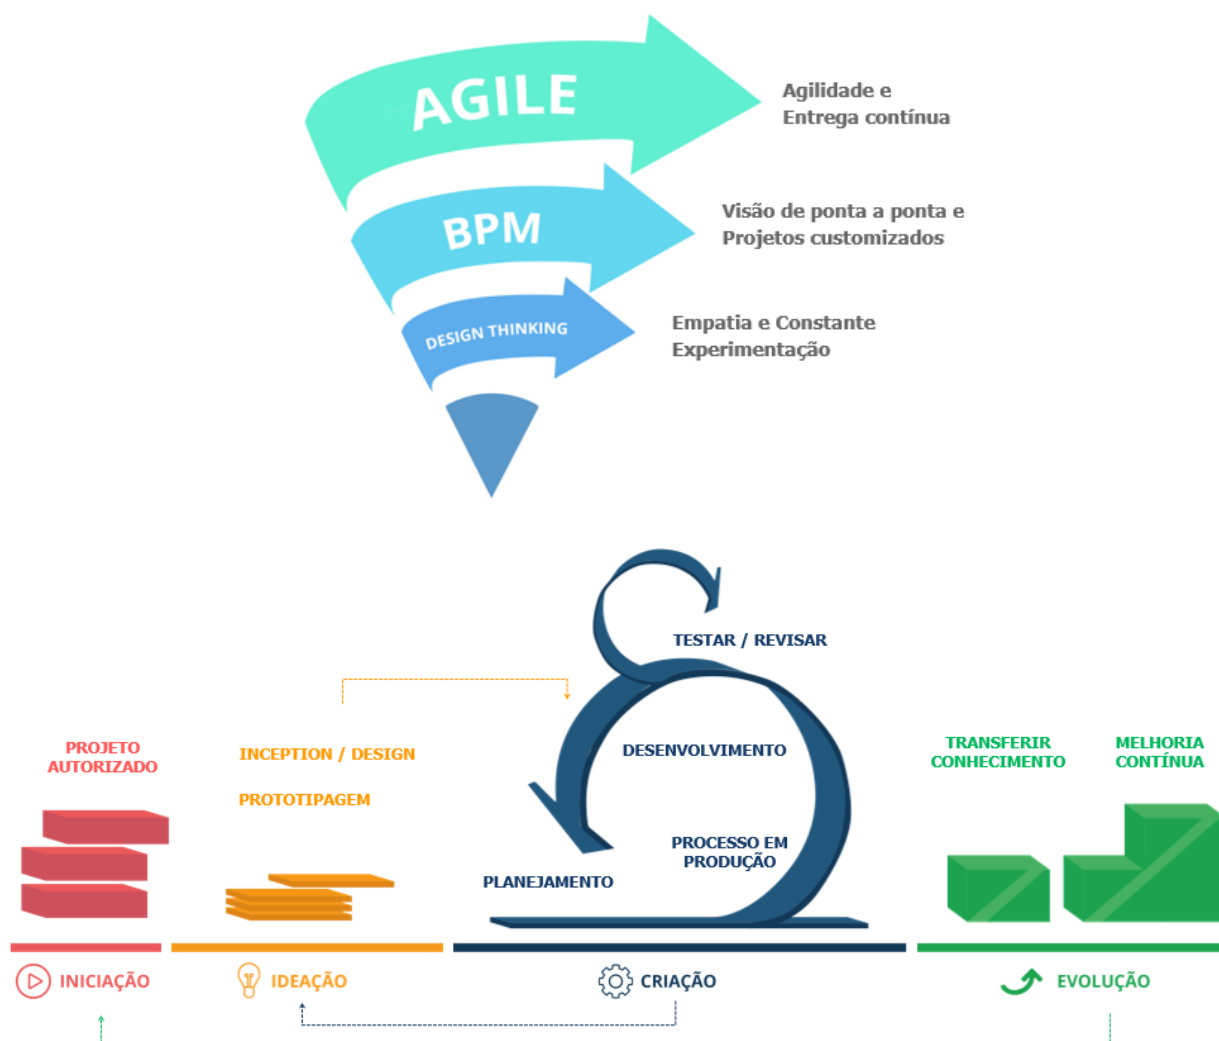 AGILE
Agilidade e
Entrega contínua
BPM
Visão de ponta a ponta e
Projetos customizados
DESIGN THINKING
Empatia e Constante
Experimentação
TESTAR / REVISAR
PROJETO
AUTORIZADO
INCEPTION / DESIGN
PROTOTIPAGEM
DESENVOLVIMENTO
PROCESSO EM
PRODUÇÃO
PLANEJAMENTO
TRANSFERIR
CONHECIMENTO
MELHORIA
CONTÍNUA
INICIAÇÃO
IDEAÇÃO
CRIAÇÃO
EVOLUÇÃO